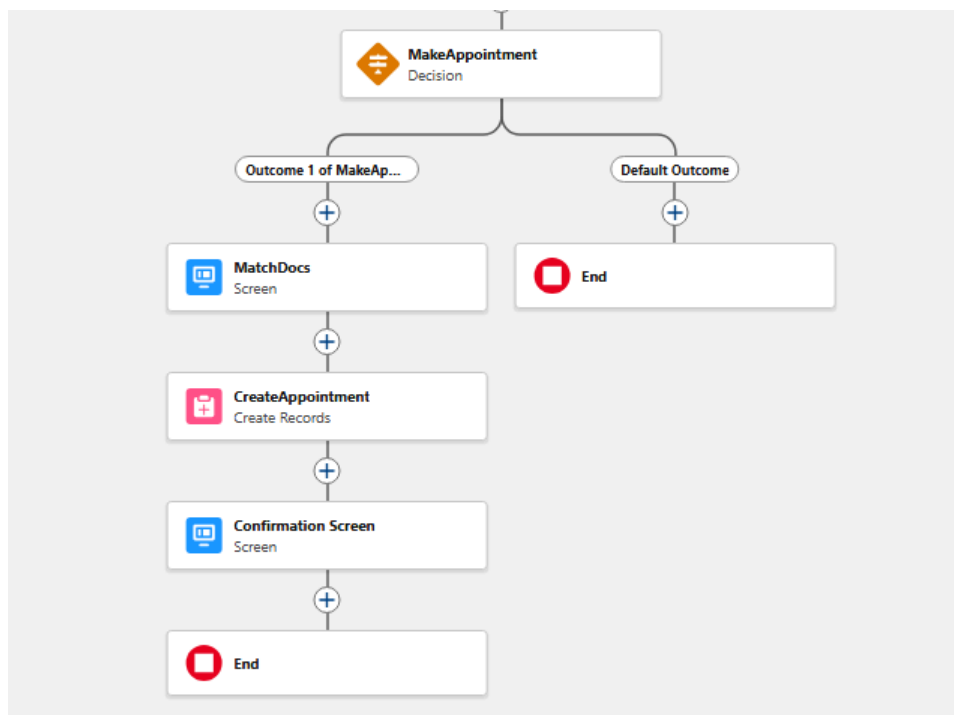 MakeAppointment
Decision
Outcome 1 of MakeAp...
Default Outcome
MatchDocs
Screen
End
CreateAppointment
Create Records
Confirmation Screen
Screen
End